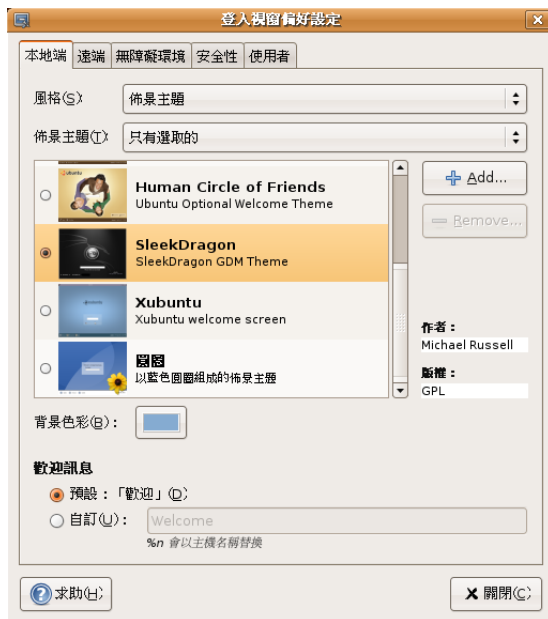 登入視窗偏好設定
本地端 遠端 無障礙環境 安全性 使用者
風格(S) 佈景主題
佈景主題(T) 只有選取的
Add...
Human Circle of Friends
Ubuntu Optional Welcome Theme
Remove...
SleekDragon
SleekDragon GDM Theme
Xubuntu
Xubuntu welcome screen
作者：
Michael Russell
圓圈
以藍色圓圈組成的佈景主題
版權：
GPL
背景色彩(B)：
歡迎訊息
預設：「歡迎」(D)
自訂(U)： Welcome
%n 會以主機名稱替換
求助(H) 關閉(C)